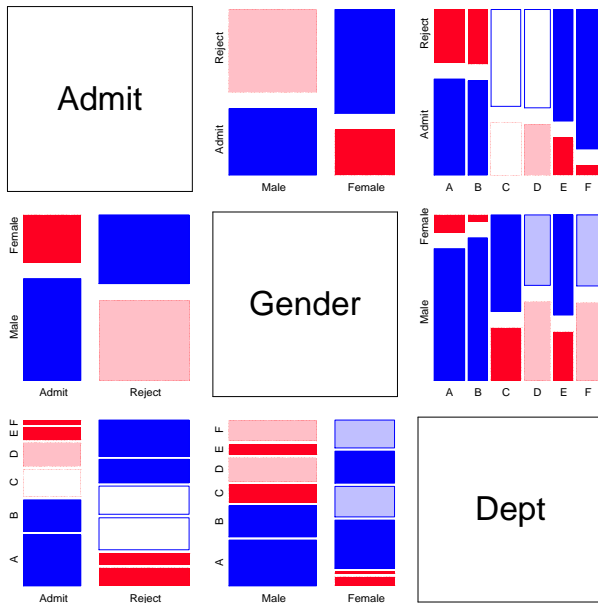 Admit
Reject
Admit
Male
Female
Reject
Admit
A B C D E F
Female
Male
Admit
Reject
Gender
Female
Male
A B C D E F
F
E
D
C
B
A
Admit
Reject
F
E
D
C
B
A
Male
Female
Dept